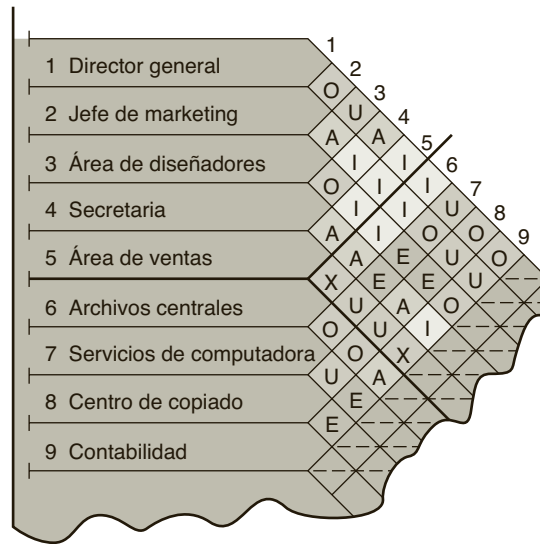 1 2 3 4 5 6 7 8 9
1 Director general
O
U
2 Jefe de marketing
A A
I I
3 Área de diseñadores
O I I
I I U
4 Secretaria
A I O O
A E U O
5 Área de ventas
X E E U
U A O
6 Archivos centrales
O U I
O X
7 Servicios de computadora
U A
E
8 Centro de copiado
E
9 Contabilidad